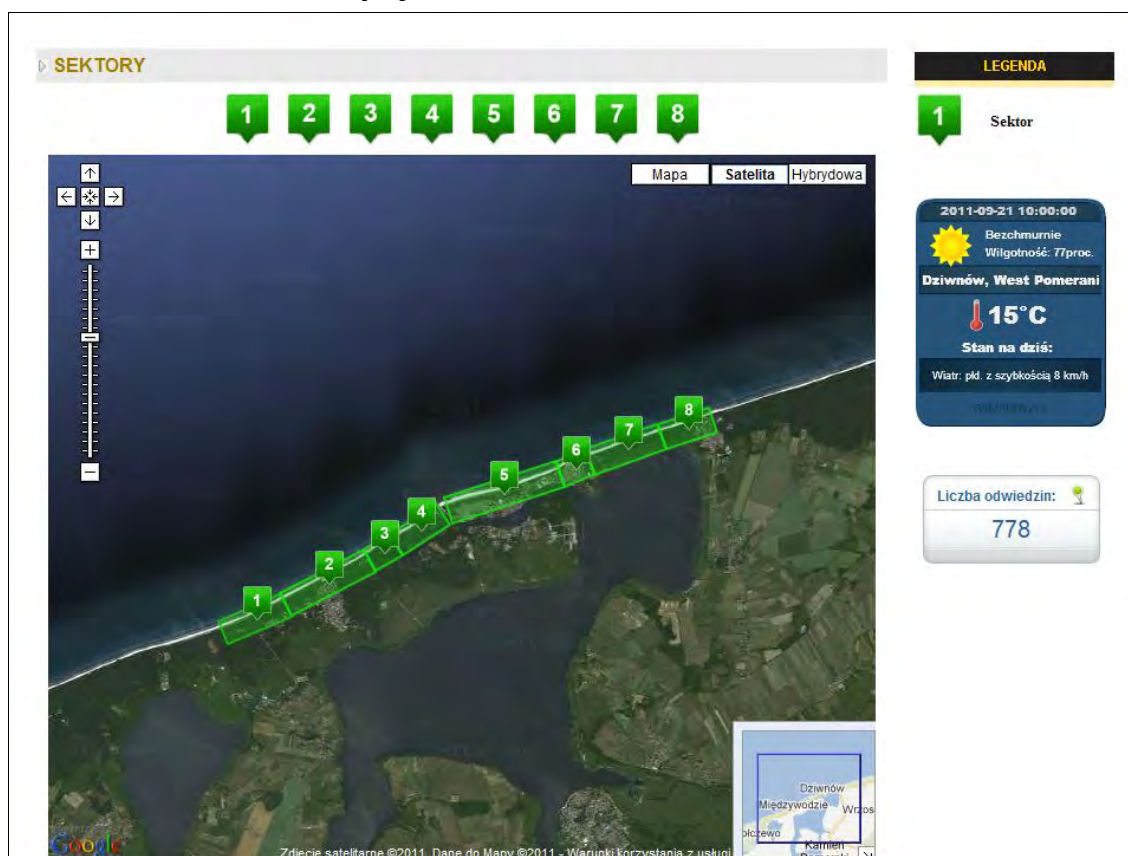 SEKTORY
1 2 3 4 5 6 7 8
LEGENDA
1 Sektor
Mapa Satelita Hybrydowa
8
7
6
5
4
3
2
1
2011-09-21 10:00:00
Bezchmurnie
Wilgotność: 77proc.
Dziwnów, West Pomerani
15°C
Stan na dziś:
Wiatr: płd. z szybkością 8 km/h
Liczba odwiedzin:
778
Dziwnów
Międzywodzie
Wrzos
Kamień
Google
Zdjęcie satelitarne ©2011, Dane do Mapy ©2011 - Warunki korzystania z usługi